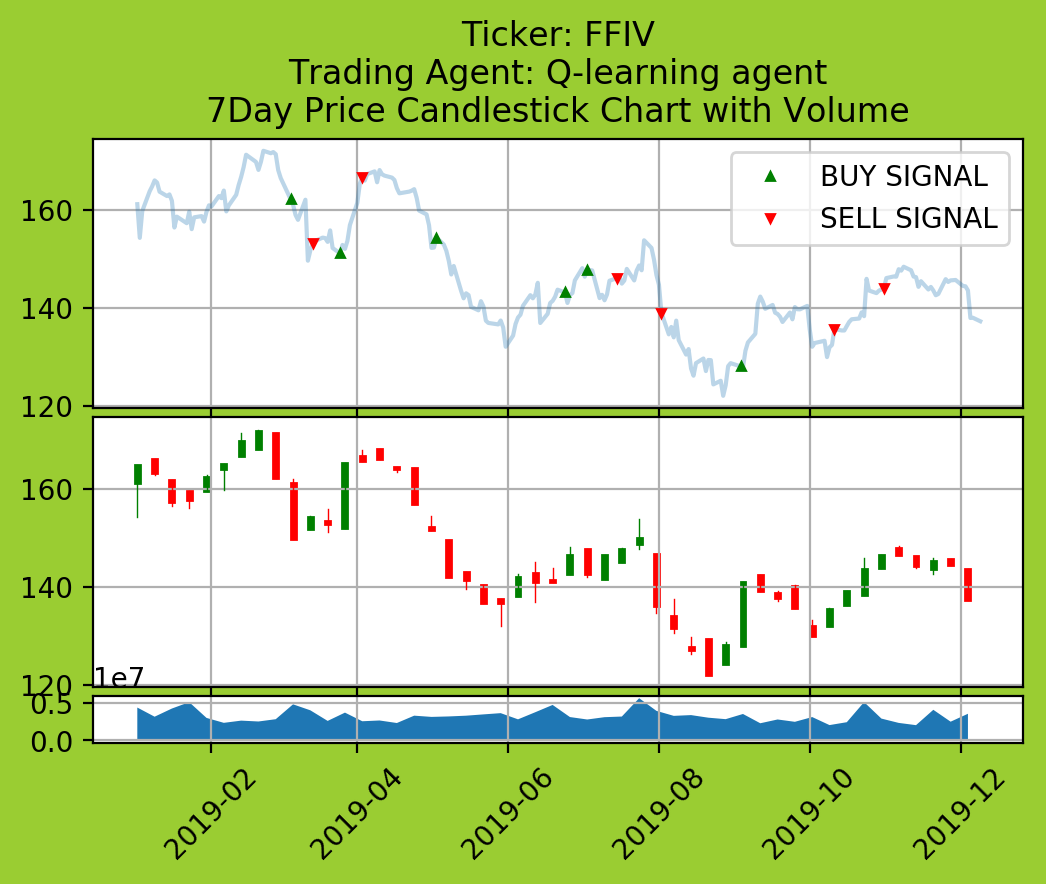 Ticker: FFIV
Trading Agent: Q-learning agent
7Day Price Candlestick Chart with Volume
BUY SIGNAL
SELL SIGNAL
160
140
120
160
140
120
1e7
0.5
0.0
2019-02
2019-04
2019-06
2019-08
2019-10
2019-12